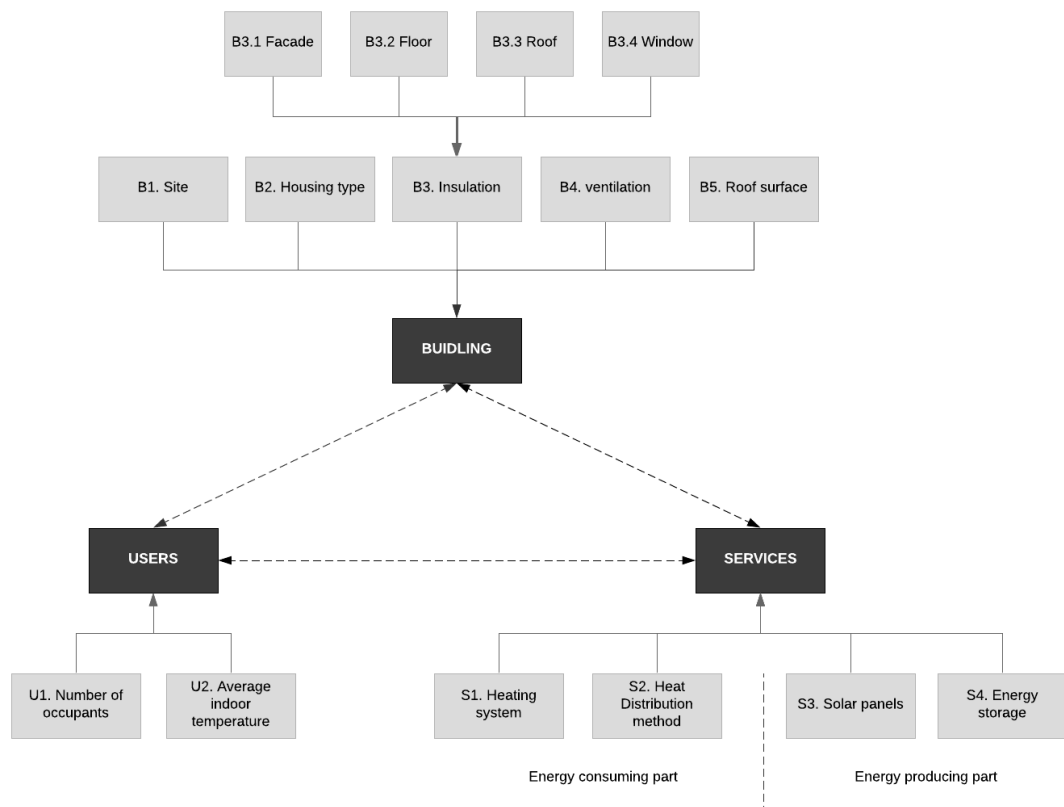 B3.1 Facade
B3.2 Floor
B3.3 Roof
B3.4 Window
B1. Site
B2. Housing type
B3. Insulation
B4. ventilation
B5. Roof surface
BUIDLING
USERS
SERVICES
U1. Number of
occupants
U2. Average
indoor
temperature
S1. Heating
system
S2. Heat
Distribution
method
S3. Solar panels
S4. Energy
storage
Energy consuming part
Energy producing part